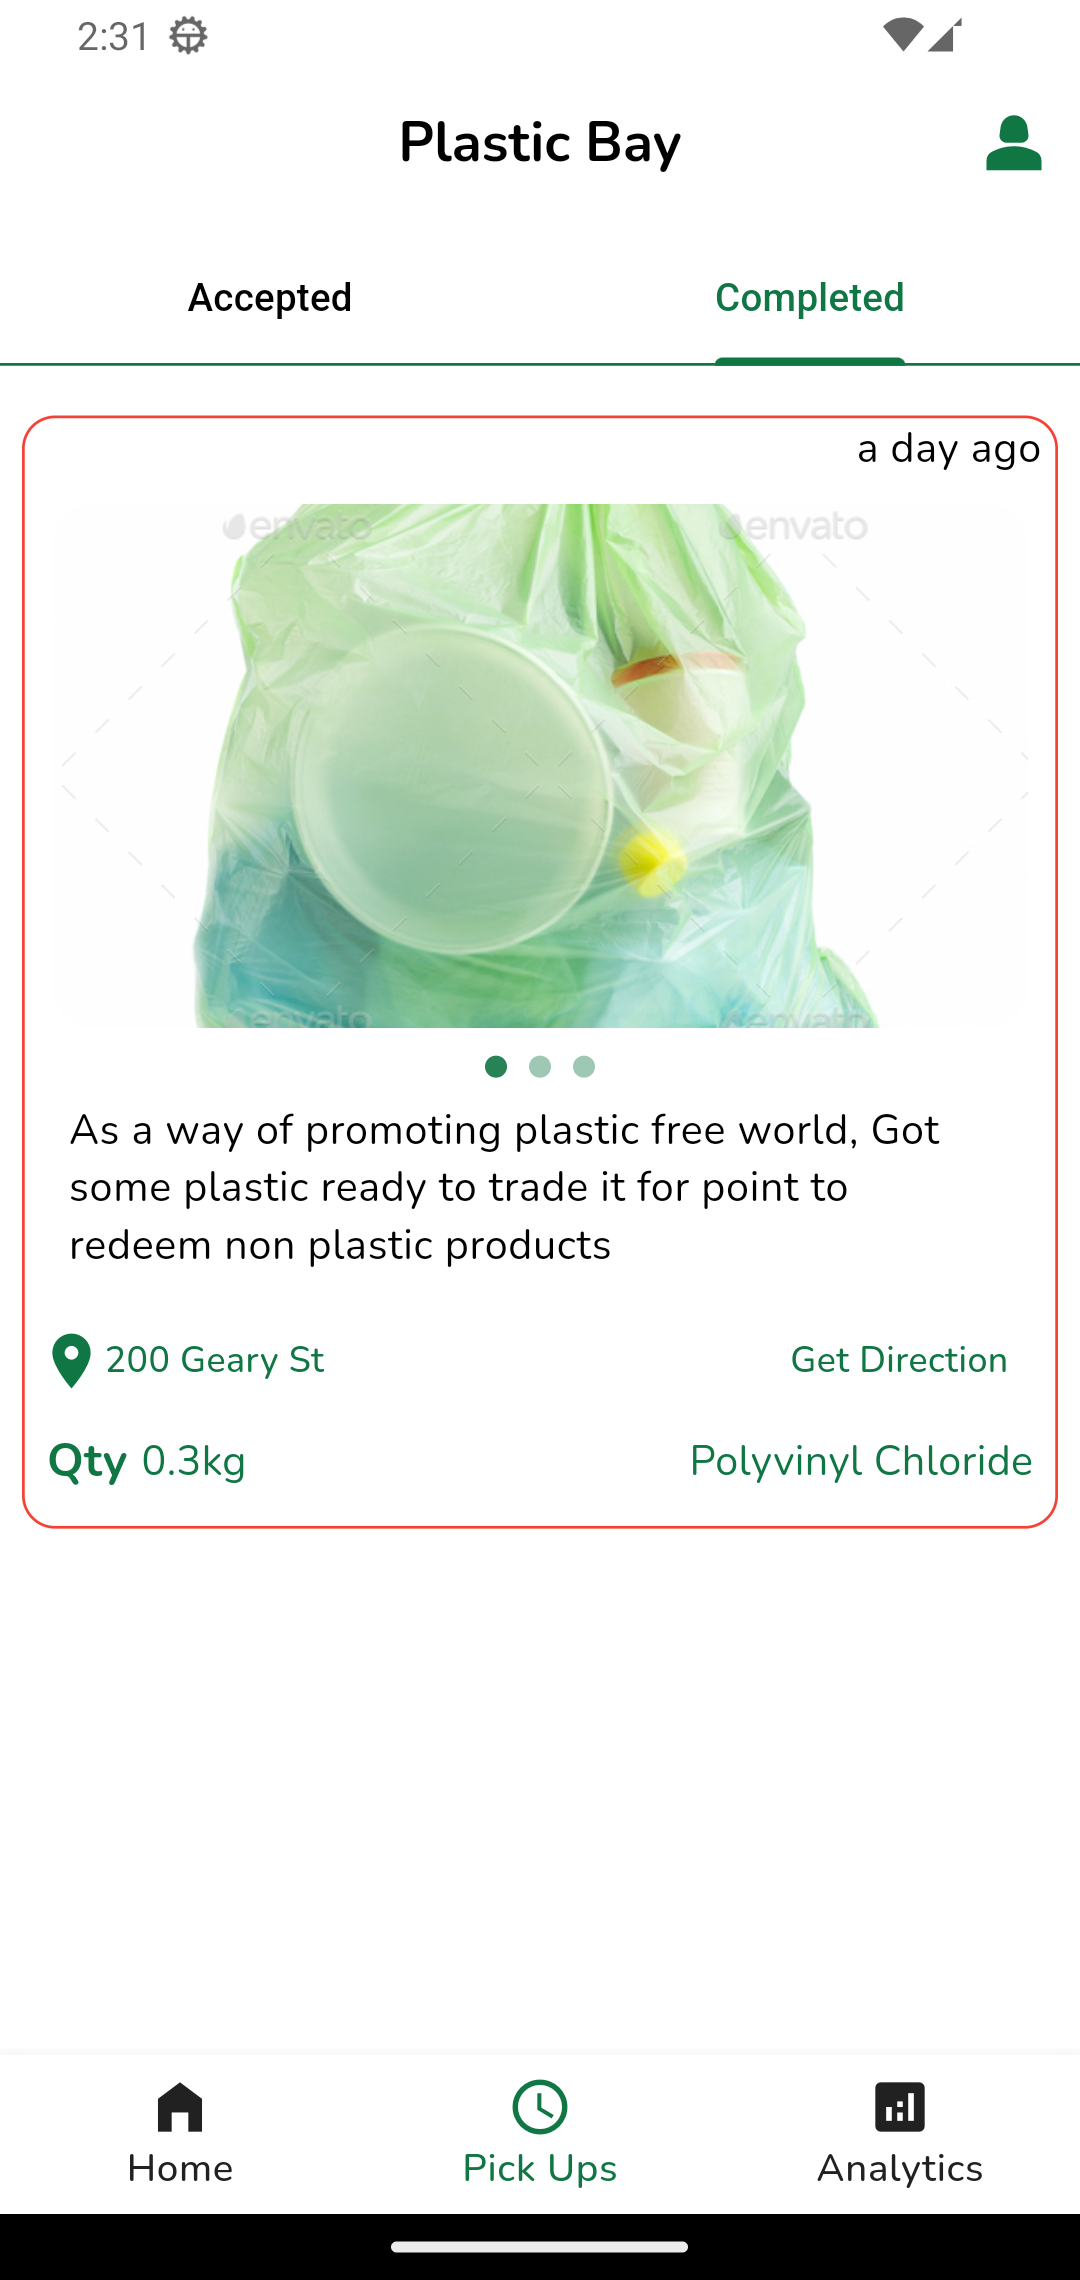 2:31
Plastic Bay
Accepted
Completed
a day ago
envato
envato
envato
envato
As a way of promoting plastic free world, Got
some plastic ready to trade it for point to
redeem non plastic products
200 Geary St
Get Direction
Qty 0.3kg
Polyvinyl Chloride
Home
Pick Ups
Analytics